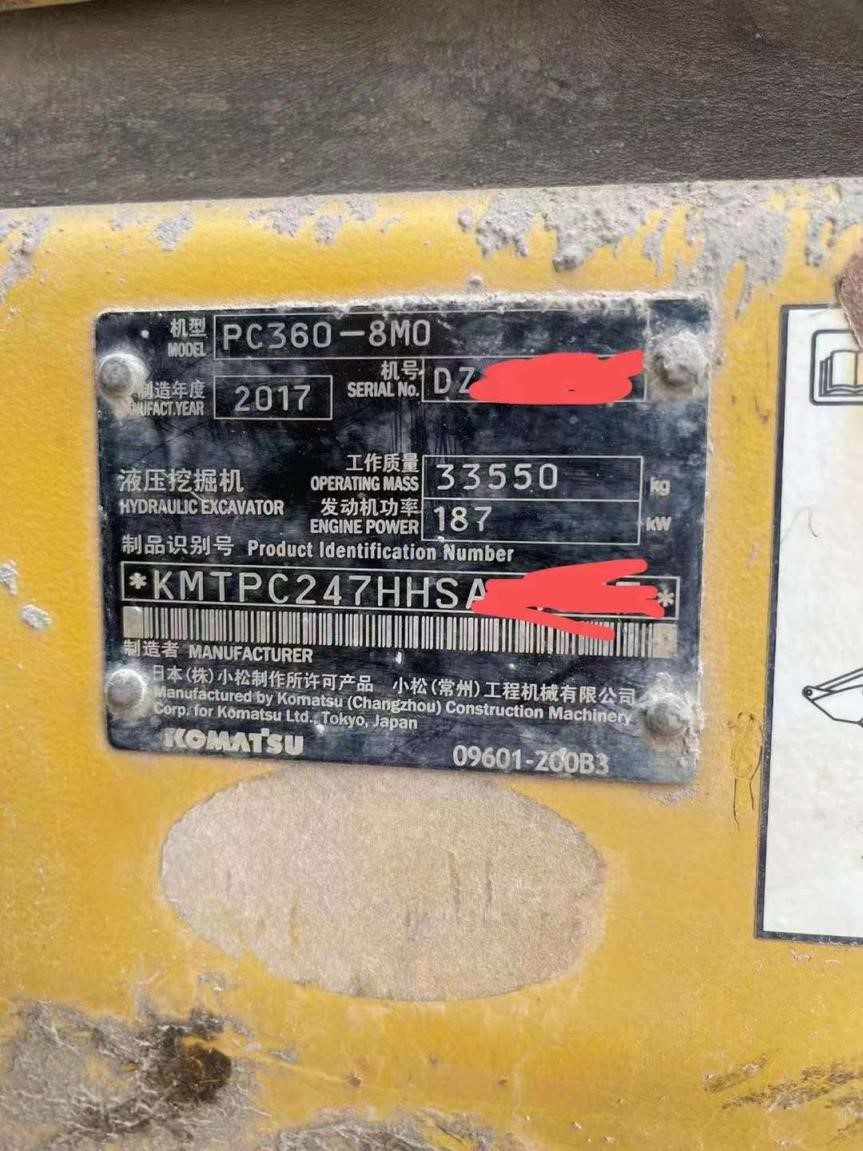 机型 PC360-8M0
MODEL
制造年度 2017 机号 DZ
MANUFACT.YEAR SERIAL No.
液压挖掘机 工作质量 33550 kg
HYDRAULIC EXCAVATOR OPERATING MASS
发动机功率 187 kW
ENGINE POWER
制品识别号 Product Identification Number
*KMTPC247HHSA *
制造者 MANUFACTURER
日本(株)小松制作所许可产品 小松(常州)工程机械有限公司
Manufactured by Komatsu (Changzhou) Construction Machinery
Corp. for Komatsu Ltd., Tokyo, Japan
KOMATSU 09601-200B3